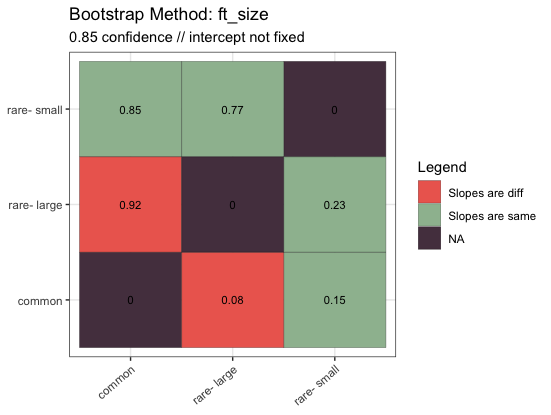 Bootstrap Method: ft_size
0.85 confidence // intercept not fixed
rare- small
0.85
0.77
0
rare- large
0.92
0
0.23
common
0
0.08
0.15
common
rare- large
rare- small
Legend
Slopes are diff
Slopes are same
NA